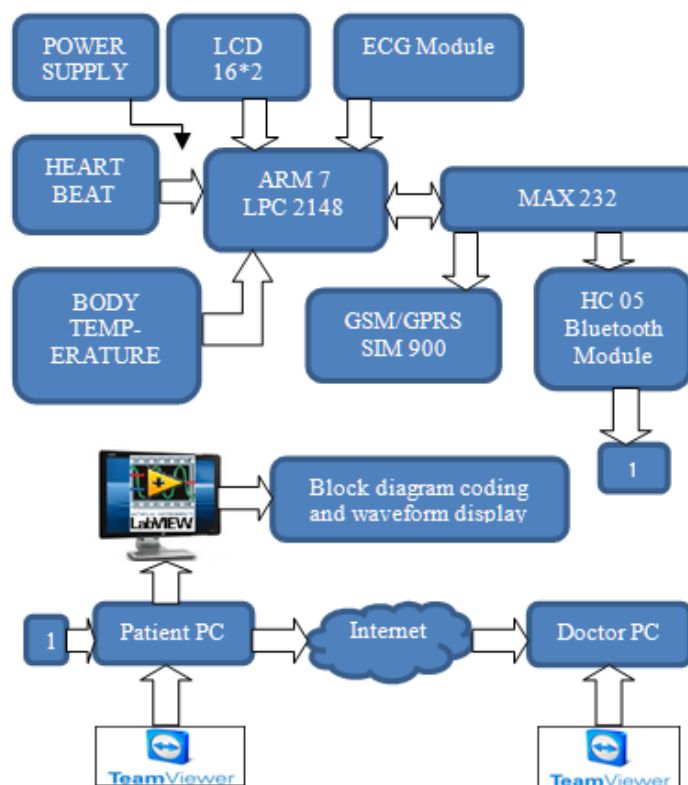 POWER
SUPPLY
LCD
16*2
ECG Module
HEART
BEAT
ARM 7
LPC 2148
MAX 232
BODY
TEMP-
ERATURE
GSM/GPRS
SIM 900
HC 05
Bluetooth
Module
1
LabVIEW
Block diagram coding
and waveform display
1
Patient PC
Internet
Doctor PC
TeamViewer
TeamViewer